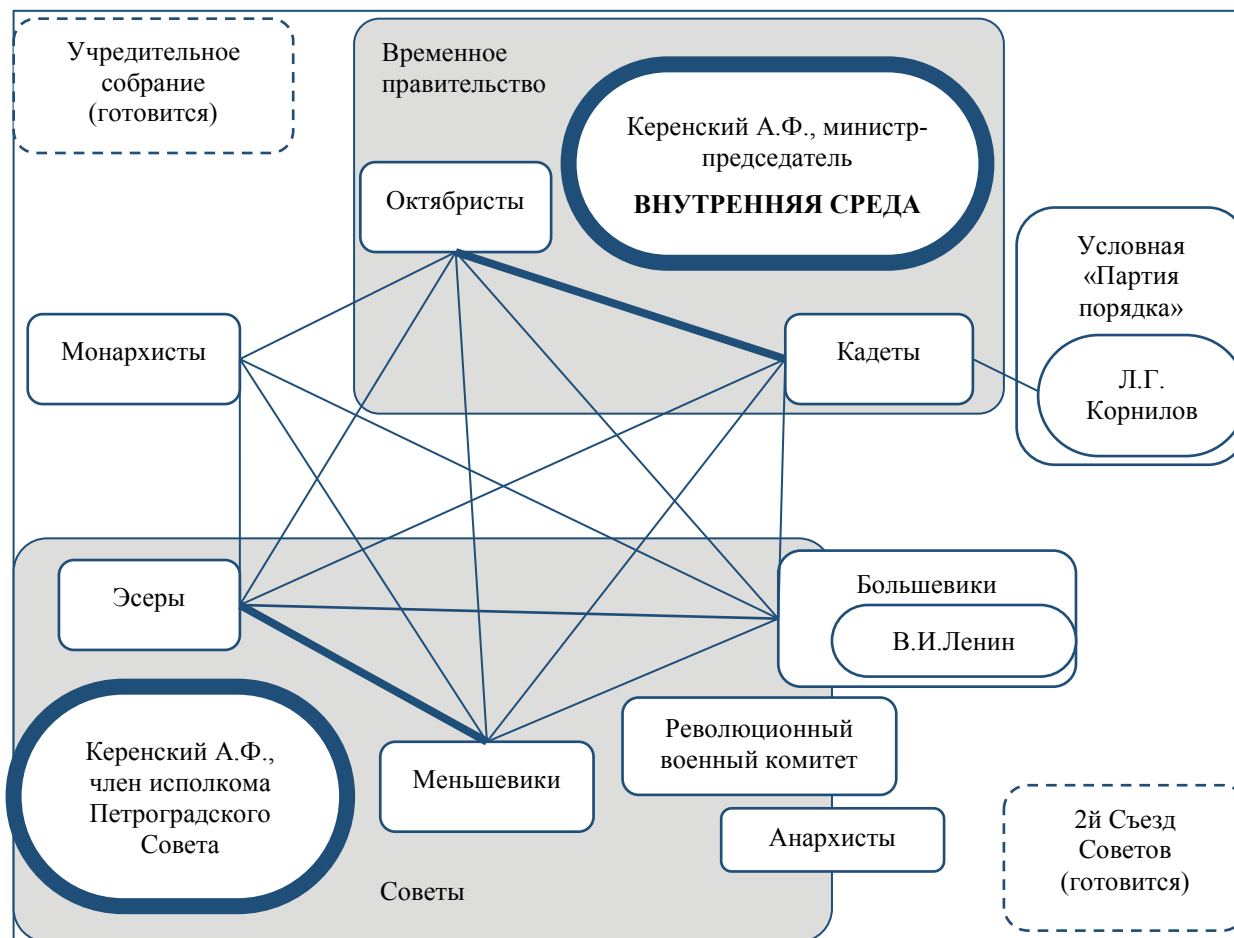 Учредительное
собрание
(готовится)
Временное
правительство
Керенский А.Ф., министр-
председатель
ВНУТРЕННЯЯ СРЕДА
Октябристы
Условная
«Партия
порядка»
Монархисты
Кадеты
Л.Г.
Корнилов
Эсеры
Большевики
В.И.Ленин
Революционный
военный комитет
Керенский А.Ф.,
член исполкома
Петроградского
Совета
Меньшевики
Анархисты
2й Съезд
Советов
(готовится)
Советы